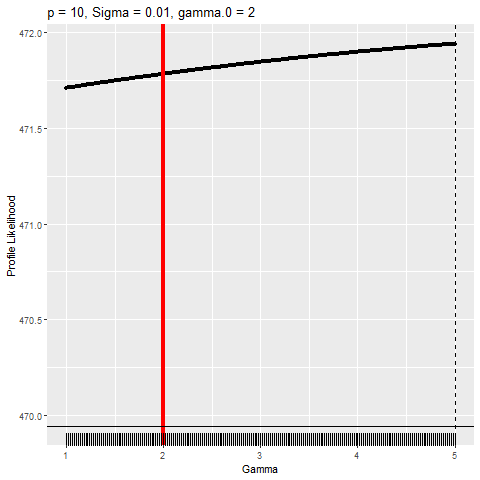 p = 10, Sigma = 0.01, gamma.0 = 2
472.0
471.5
471.0
470.5
470.0
Profile Likelihood
1 2 3 4 5
Gamma